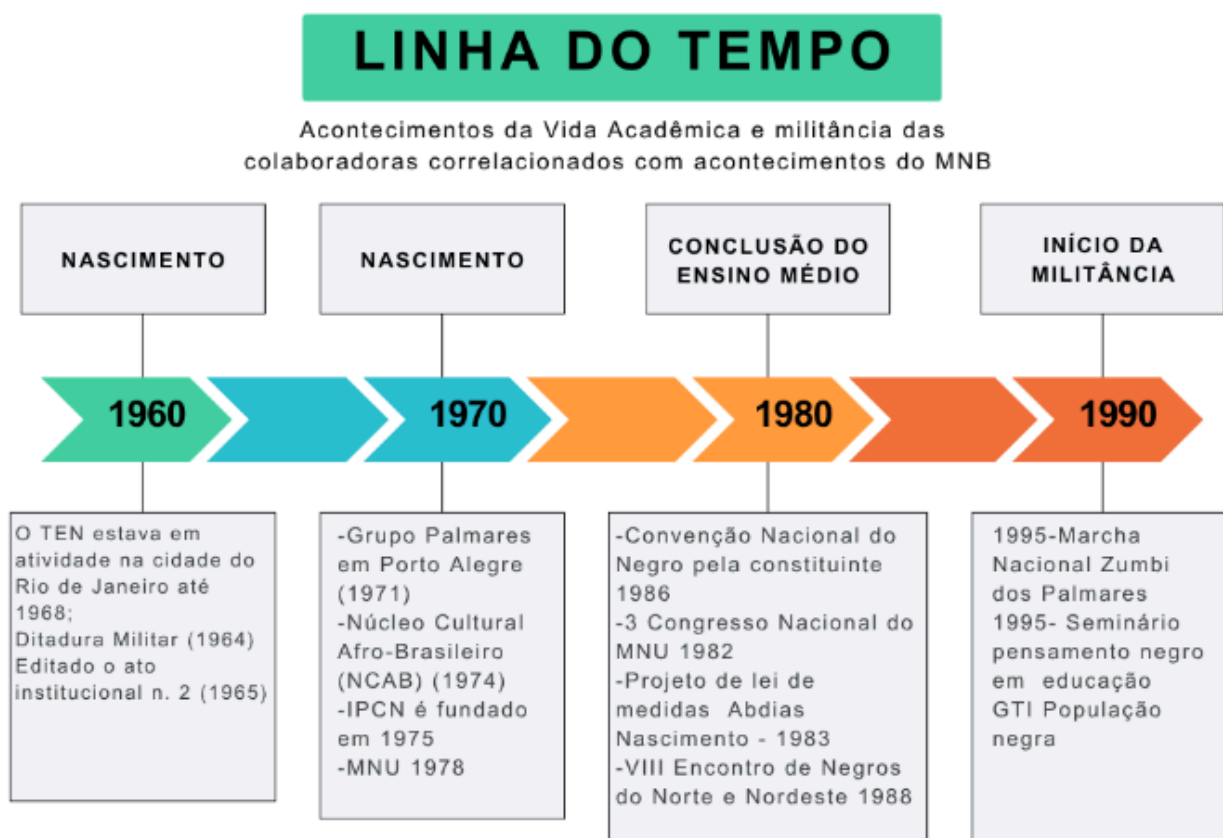 LINHA DO TEMPO
Acontecimentos da Vida Acadêmica e militância das
colaboradoras correlacionados com acontecimentos do MNB
NASCIMENTO
NASCIMENTO
CONCLUSÃO DO
ENSINO MÉDIO
INÍCIO DA
MILITÂNCIA
1960
1970
1980
1990
O TEN estava em
atividade na cidade do
Rio de Janeiro até
1968;
Ditadura Militar (1964)
Editado o ato
institucional n. 2 (1965)
-Grupo Palmares
em Porto Alegre
(1971)
-Núcleo Cultural
Afro-Brasileiro
(NCAB) (1974)
-IPCN é fundado
em 1975
-MNU 1978
-Convenção Nacional do
Negro pela constituinte
1986
-3 Congresso Nacional do
MNU 1982
-Projeto de lei de
medidas Abdias
Nascimento - 1983
-VIII Encontro de Negros
do Norte e Nordeste 1988
1995-Marcha
Nacional Zumbi
dos Palmares
1995- Seminário
pensamento negro
em educação
GTI População
negra